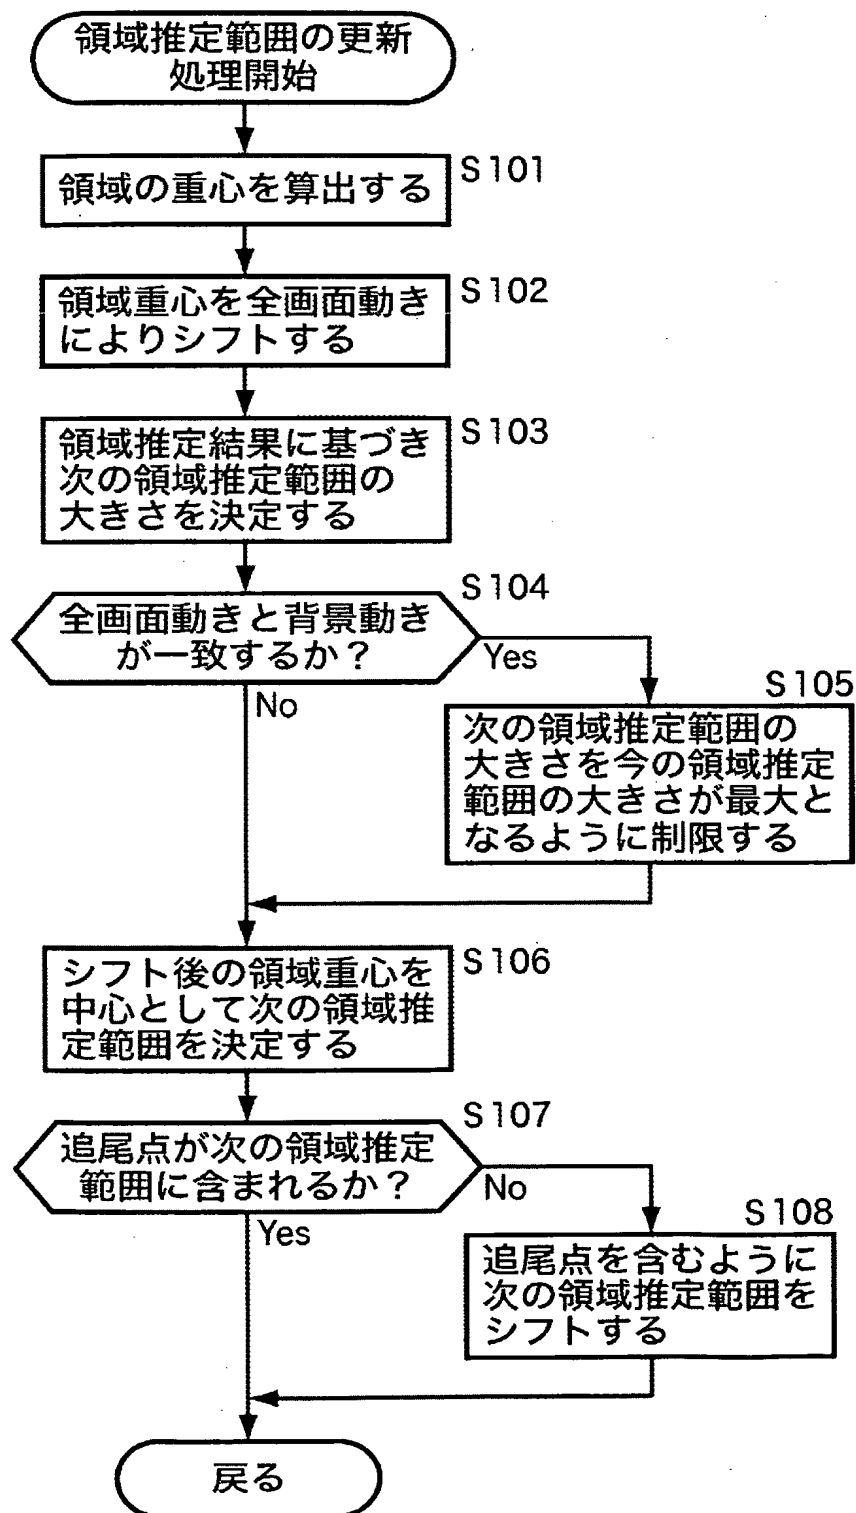 領域推定範囲の更新
処理開始
S101
領域の重心を算出する
S102
領域重心を全画面動き
によりシフトする
S103
領域推定結果に基づき
次の領域推定範囲の
大きさを決定する
S104
全画面動きと背景動き
が一致するか？
Yes
No
S105
次の領域推定範囲の
大きさを今の領域推定
範囲の大きさが最大と
なるように制限する
S106
シフト後の領域重心を
中心として次の領域推
定範囲を決定する
S107
追尾点が次の領域推定
範囲に含まれるか？
No
Yes
S108
追尾点を含むように
次の領域推定範囲を
シフトする
戻る